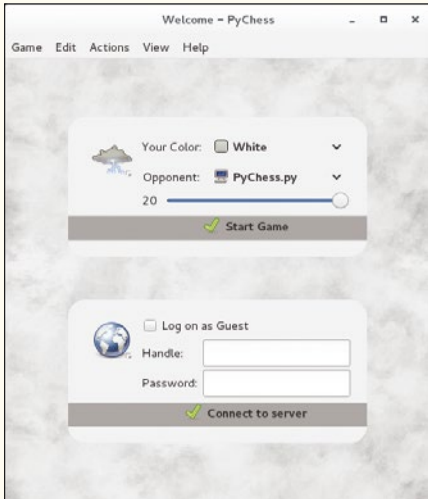 Welcome - PyChess
Game Edit Actions View Help
Your Color: White
Opponent: PyChess.py
20
Start Game
Log on as Guest
Handle:
Password:
Connect to server